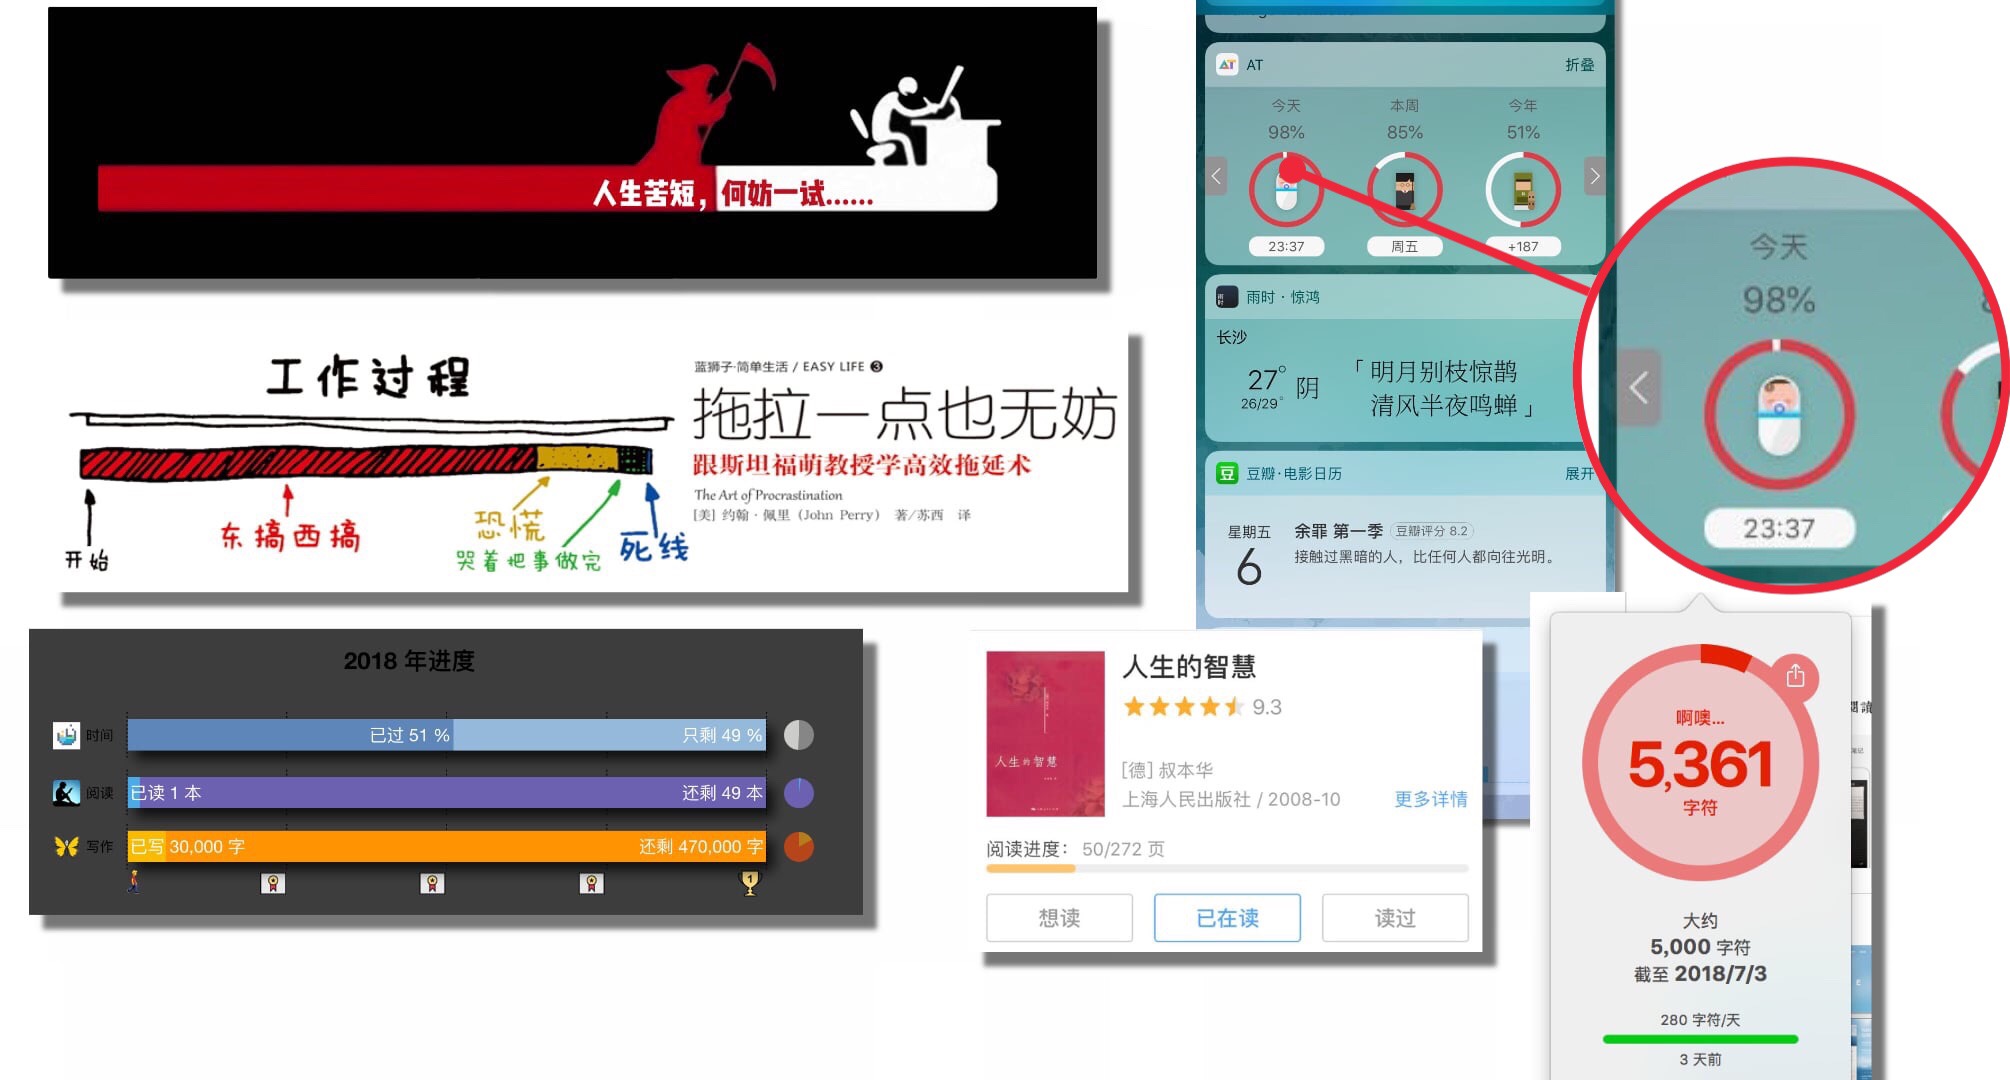 人生苦短，何妨一试......
工作过程
开始
东搞西搞
恐慌
哭着把事做完
死线
蓝狮子·简单生活 / EASY LIFE ❸
拖拉一点也无妨
跟斯坦福萌教授学高效拖延术
The Art of Procrastination
[美] 约翰·佩里（John Perry） 著／苏西 译
2018 年进度
时间 已过 51 % 只剩 49 %
阅读 已读 1 本 还剩 49 本
写作 已写 30,000 字 还剩 470,000 字
AT 折叠
今天 本周 今年
98% 85% 51%
23:37 周五 +187
雨时 · 惊鸿
长沙
27° 阴
26/29°
「明月别枝惊鹊
清风半夜鸣蝉」
豆瓣·电影日历 展开
星期五
6
余罪 第一季 豆瓣评分 8.2
接触过黑暗的人，比任何人都向往光明。
今天
98%
23:37
人生的智慧
9.3
[德] 叔本华
上海人民出版社 / 2008-10 更多详情
人生的智慧
阅读进度： 50/272 页
想读 已在读 读过
啊噢...
5,361
字符
大约
5,000 字符
截至 2018/7/3
280 字符/天
3 天前